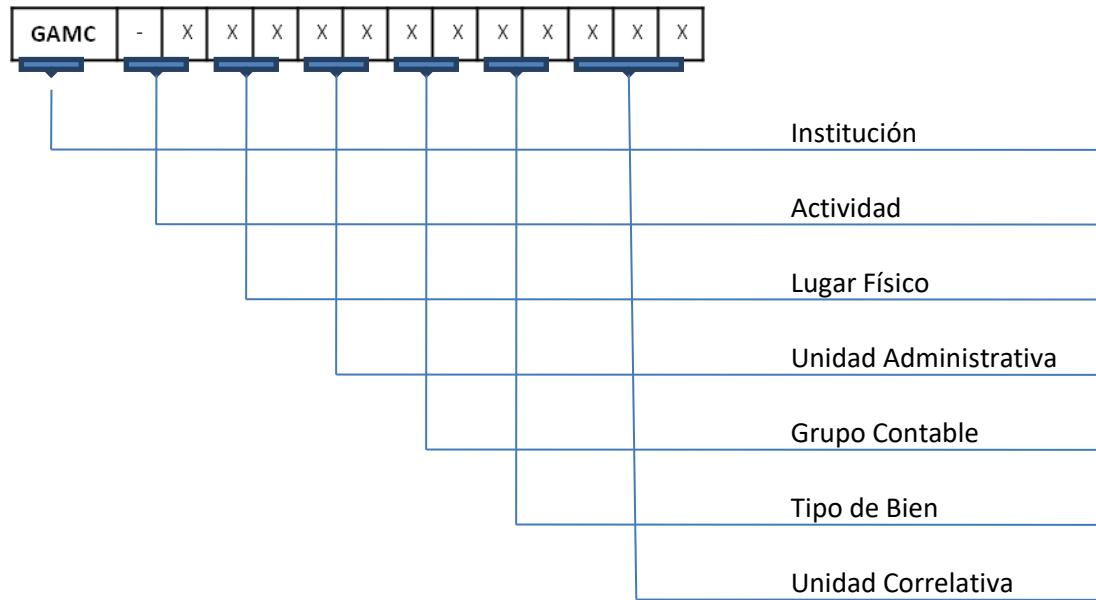 GAMC - X X X X X X X X X X X X
Institución
Actividad
Lugar Físico
Unidad Administrativa
Grupo Contable
Tipo de Bien
Unidad Correlativa